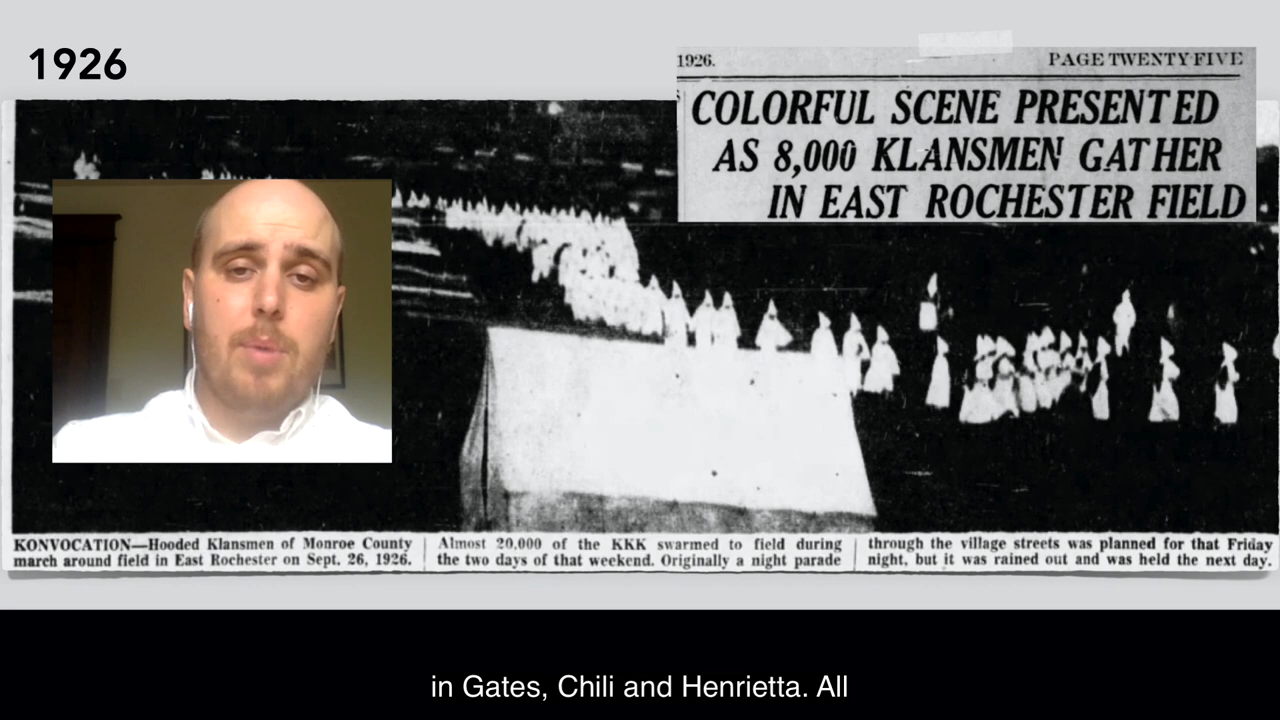 1926
1926.
PAGE TWENTY-FIVE
COLORFUL SCENE PRESENTED
AS 8,000 KLANSMEN GATHER
IN EAST ROCHESTER FIELD
KONVOCATION—Hooded Klansmen of Monroe County
march around field in East Rochester on Sept. 26, 1926.
Almost 20,000 of the KKK swarmed to field during
the two days of that weekend. Originally a night parade
through the village streets was planned for that Friday
night, but it was rained out and was held the next day.
in Gates, Chili and Henrietta. All